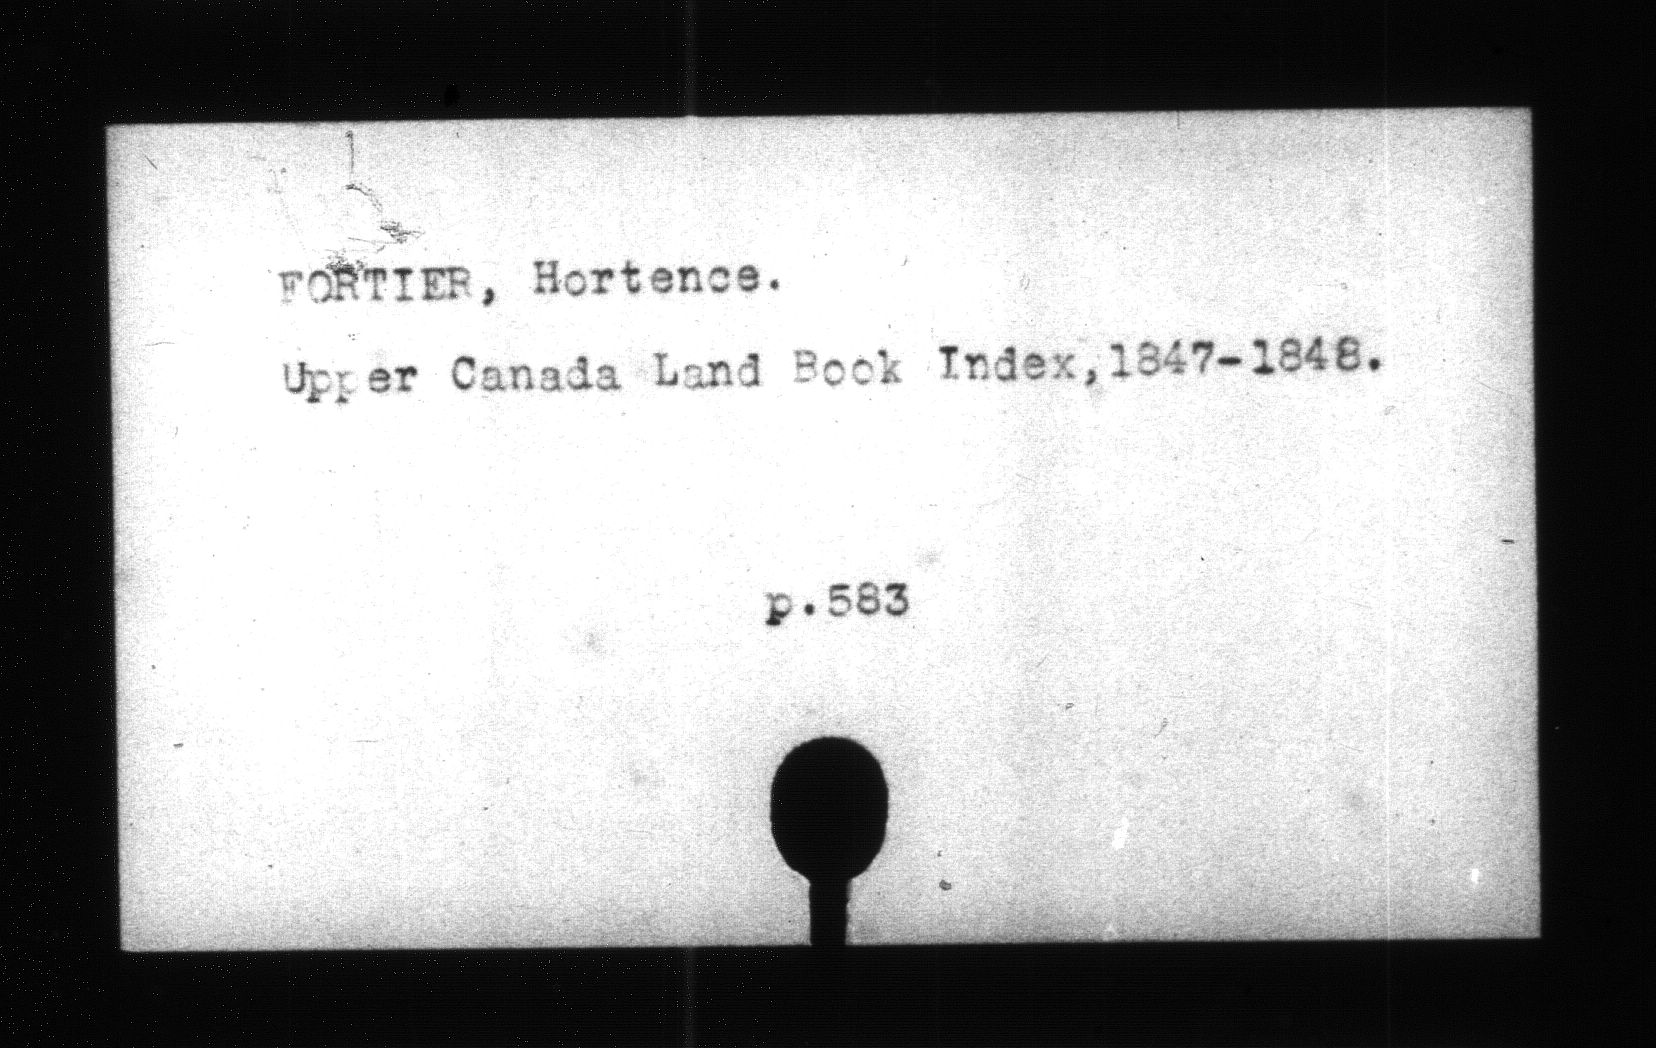 FORTIER, Hortence.
Upper Canada Land Book Index,1847-1848.
p.583